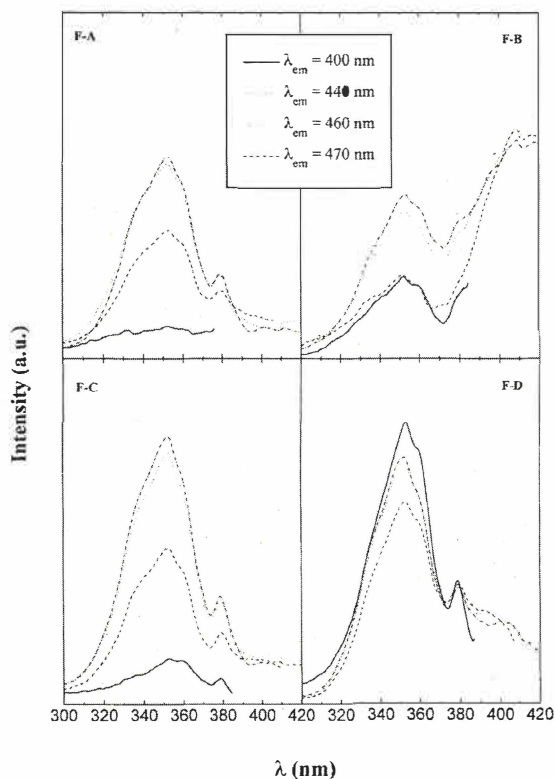 F-A
F-B
λem = 400 nm
λem = 440 nm
λem = 460 nm
λem = 470 nm
F-C
F-D
Intensity (a.u.)
300 320 340 360 380 400 420 320 340 360 380 400 420
λ (nm)